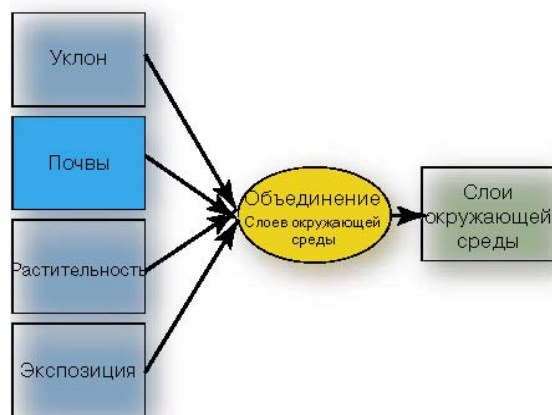 Уклон
Почвы
Растительность
Экспозиция
Объединение
Слоев окружающей
среды
Слои
окружающей
среды